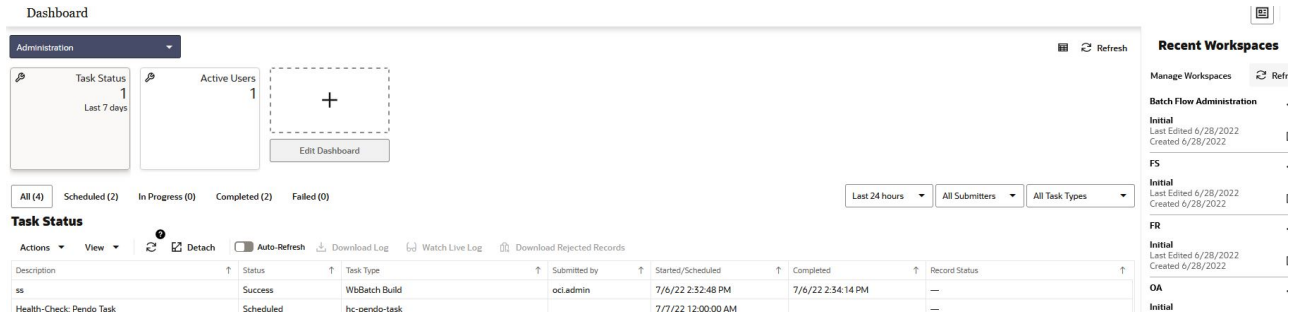 Dashboard
Administration
Refresh
Task Status
1
Last 7 days
Active Users
1
+
Edit Dashboard
All (4) Scheduled (2) In Progress (0) Completed (2) Failed (0)
Last 24 hours All Submitters All Task Types
Task Status
Actions View ? Detach Auto-Refresh Download Log Watch Live Log Download Rejected Records
Description Status Task Type Submitted by Started/Scheduled Completed Record Status
ss Success WbBatch Build oci.admin 7/6/22 2:32:48 PM 7/6/22 2:34:14 PM —
Health-Check: Pendo Task Scheduled hc-pendo-task 7/7/22 12:00:00 AM —
Recent Workspaces
Manage Workspaces Refr
Batch Flow Administration
Initial
Last Edited 6/28/2022
Created 6/28/2022
FS
Initial
Last Edited 6/28/2022
Created 6/28/2022
FR
Initial
Last Edited 6/28/2022
Created 6/28/2022
OA
Initial